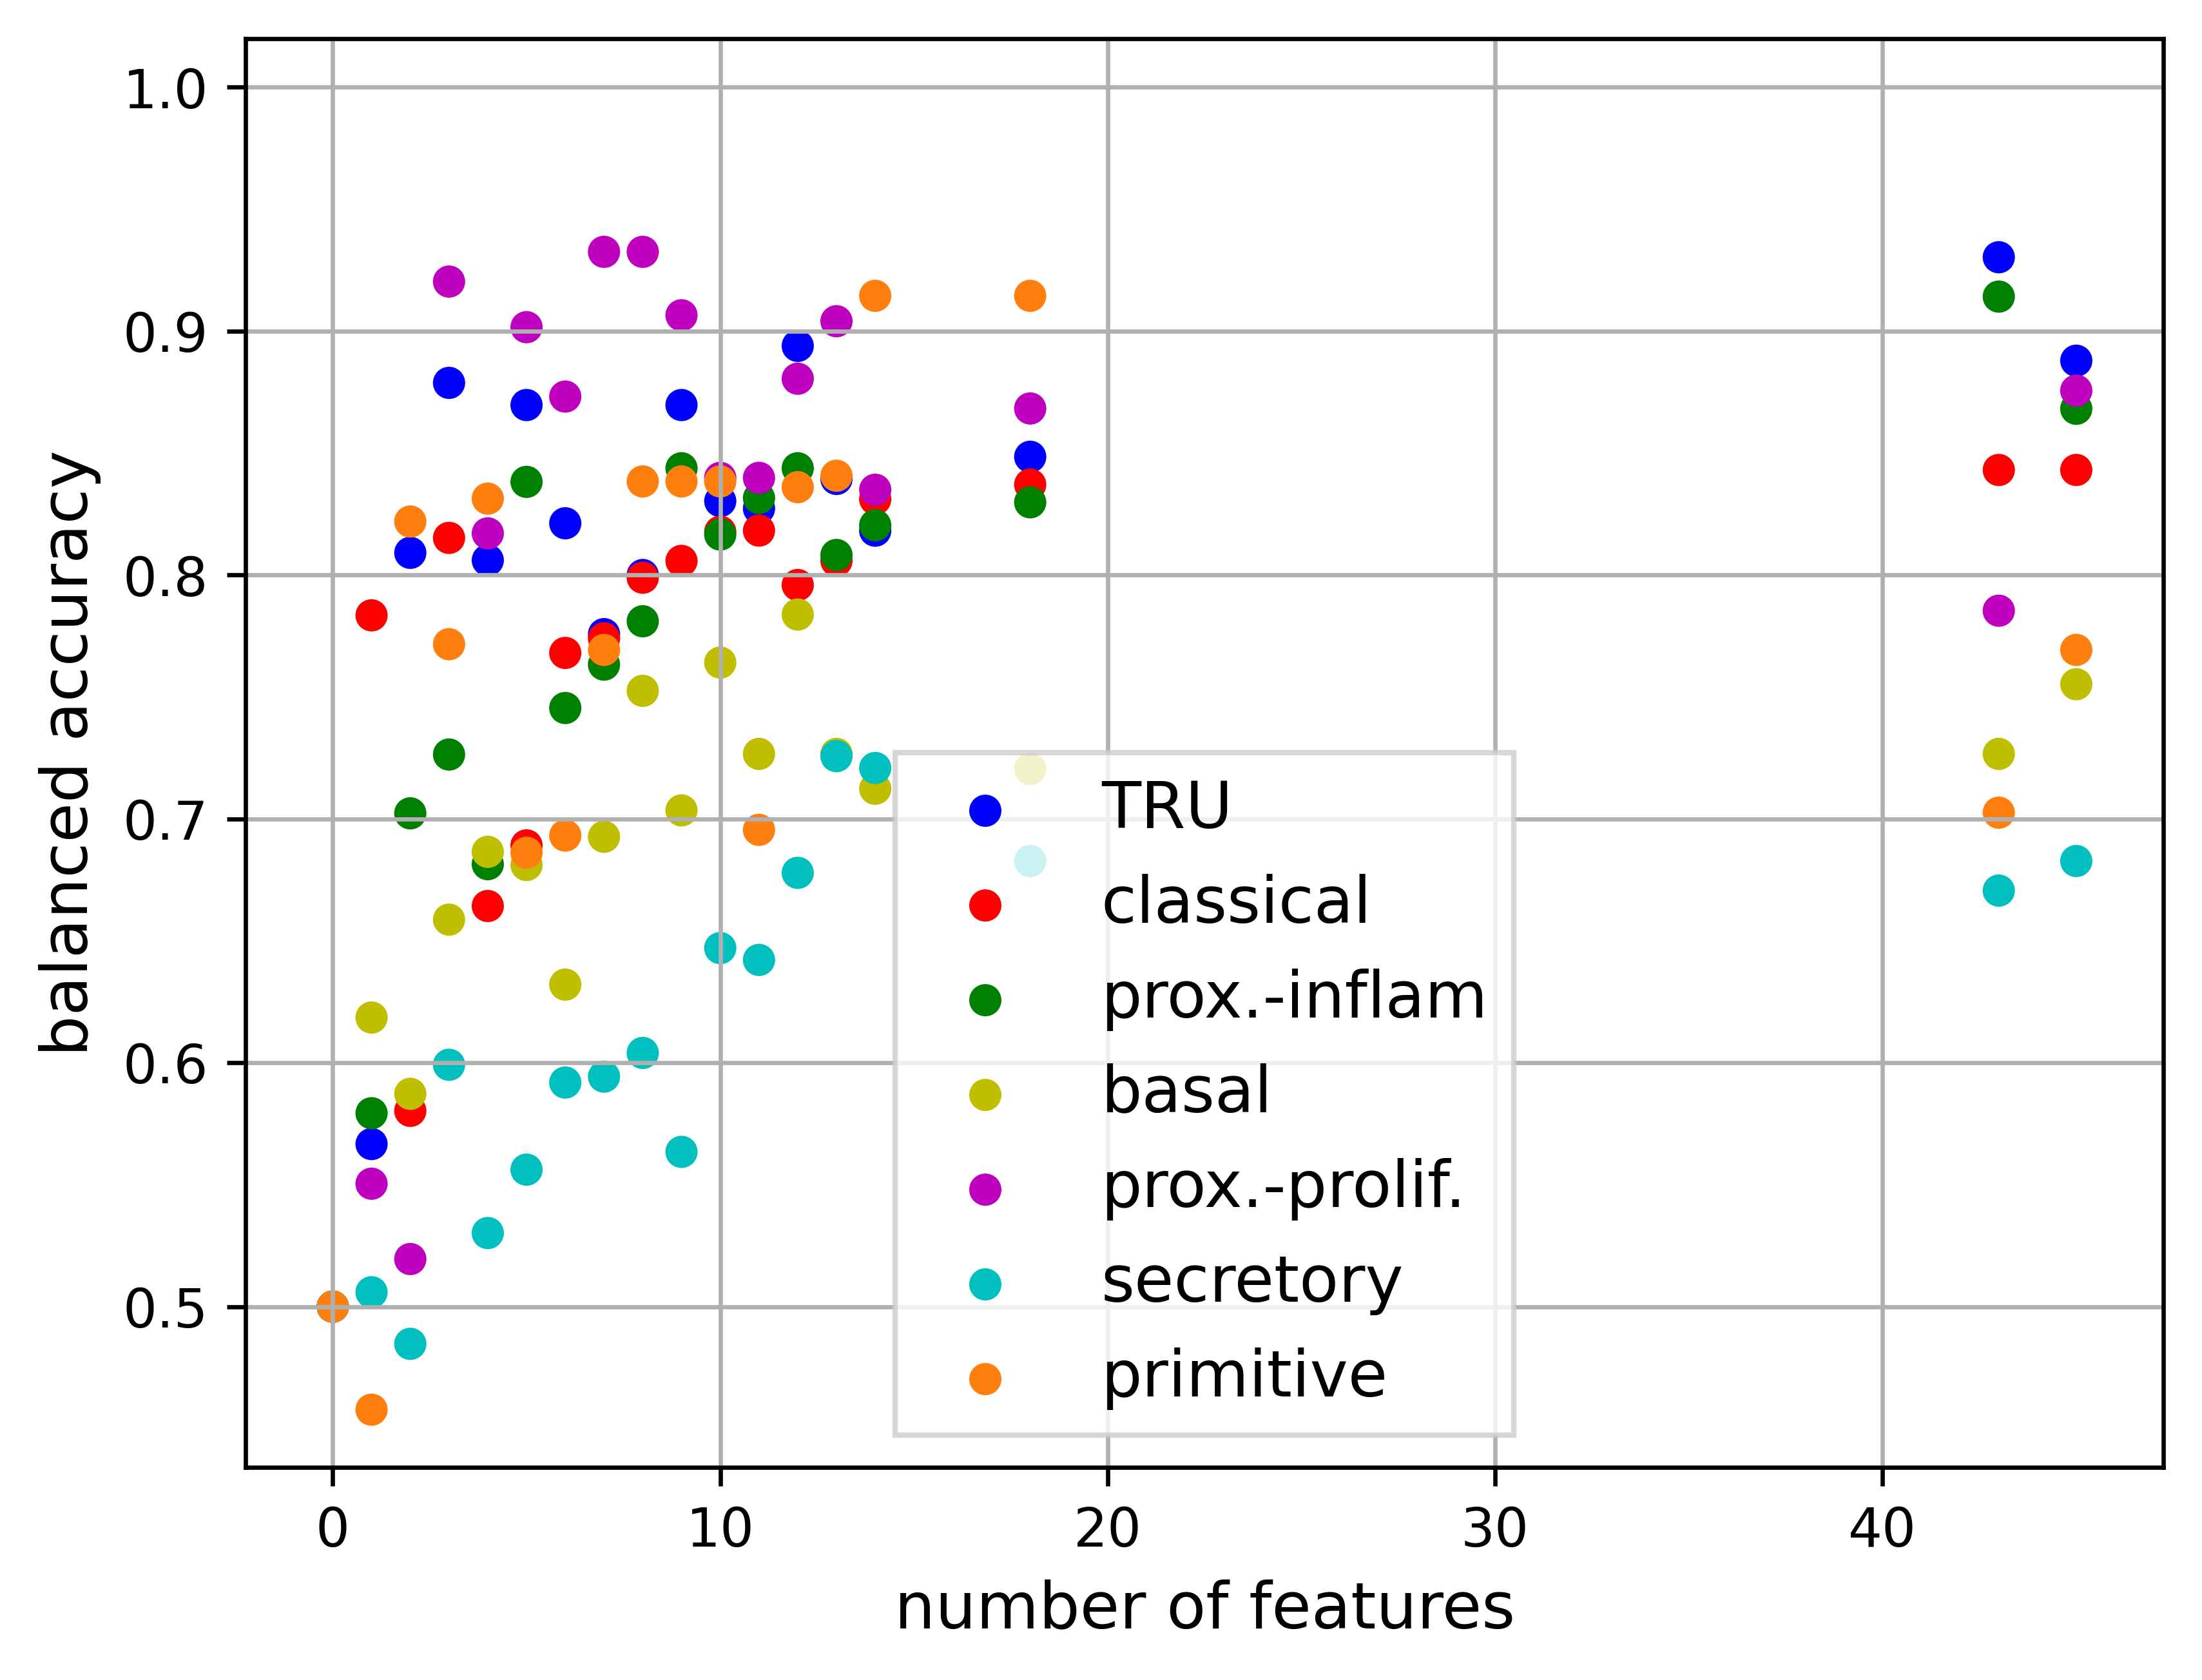 1.0
0.9
0.8
0.7
0.6
0.5
balanced accuracy
TRU
classical
prox.-inflam
basal
prox.-prolif.
secretory
primitive
0 10 20 30 40
number of features